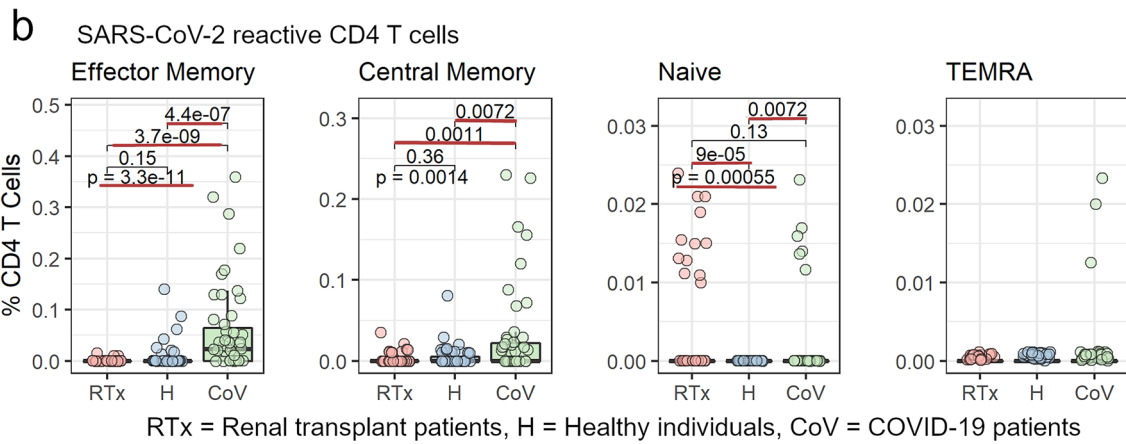 b
SARS-CoV-2 reactive CD4 T cells
Effector Memory
Central Memory
Naive
TEMRA
% CD4 T Cells
0.5
0.4
0.3
0.2
0.1
0.0
4.4e-07
3.7e-09
0.15
p = 3.3e-11
RTx H CoV
0.3
0.2
0.1
0.0
0.0072
0.0011
0.36
p = 0.0014
RTx H CoV
0.03
0.02
0.01
0.00
0.0072
0.13
9e-05
p = 0.00055
RTx H CoV
0.03
0.02
0.01
0.00
RTx H CoV
RTx = Renal transplant patients, H = Healthy individuals, CoV = COVID-19 patients